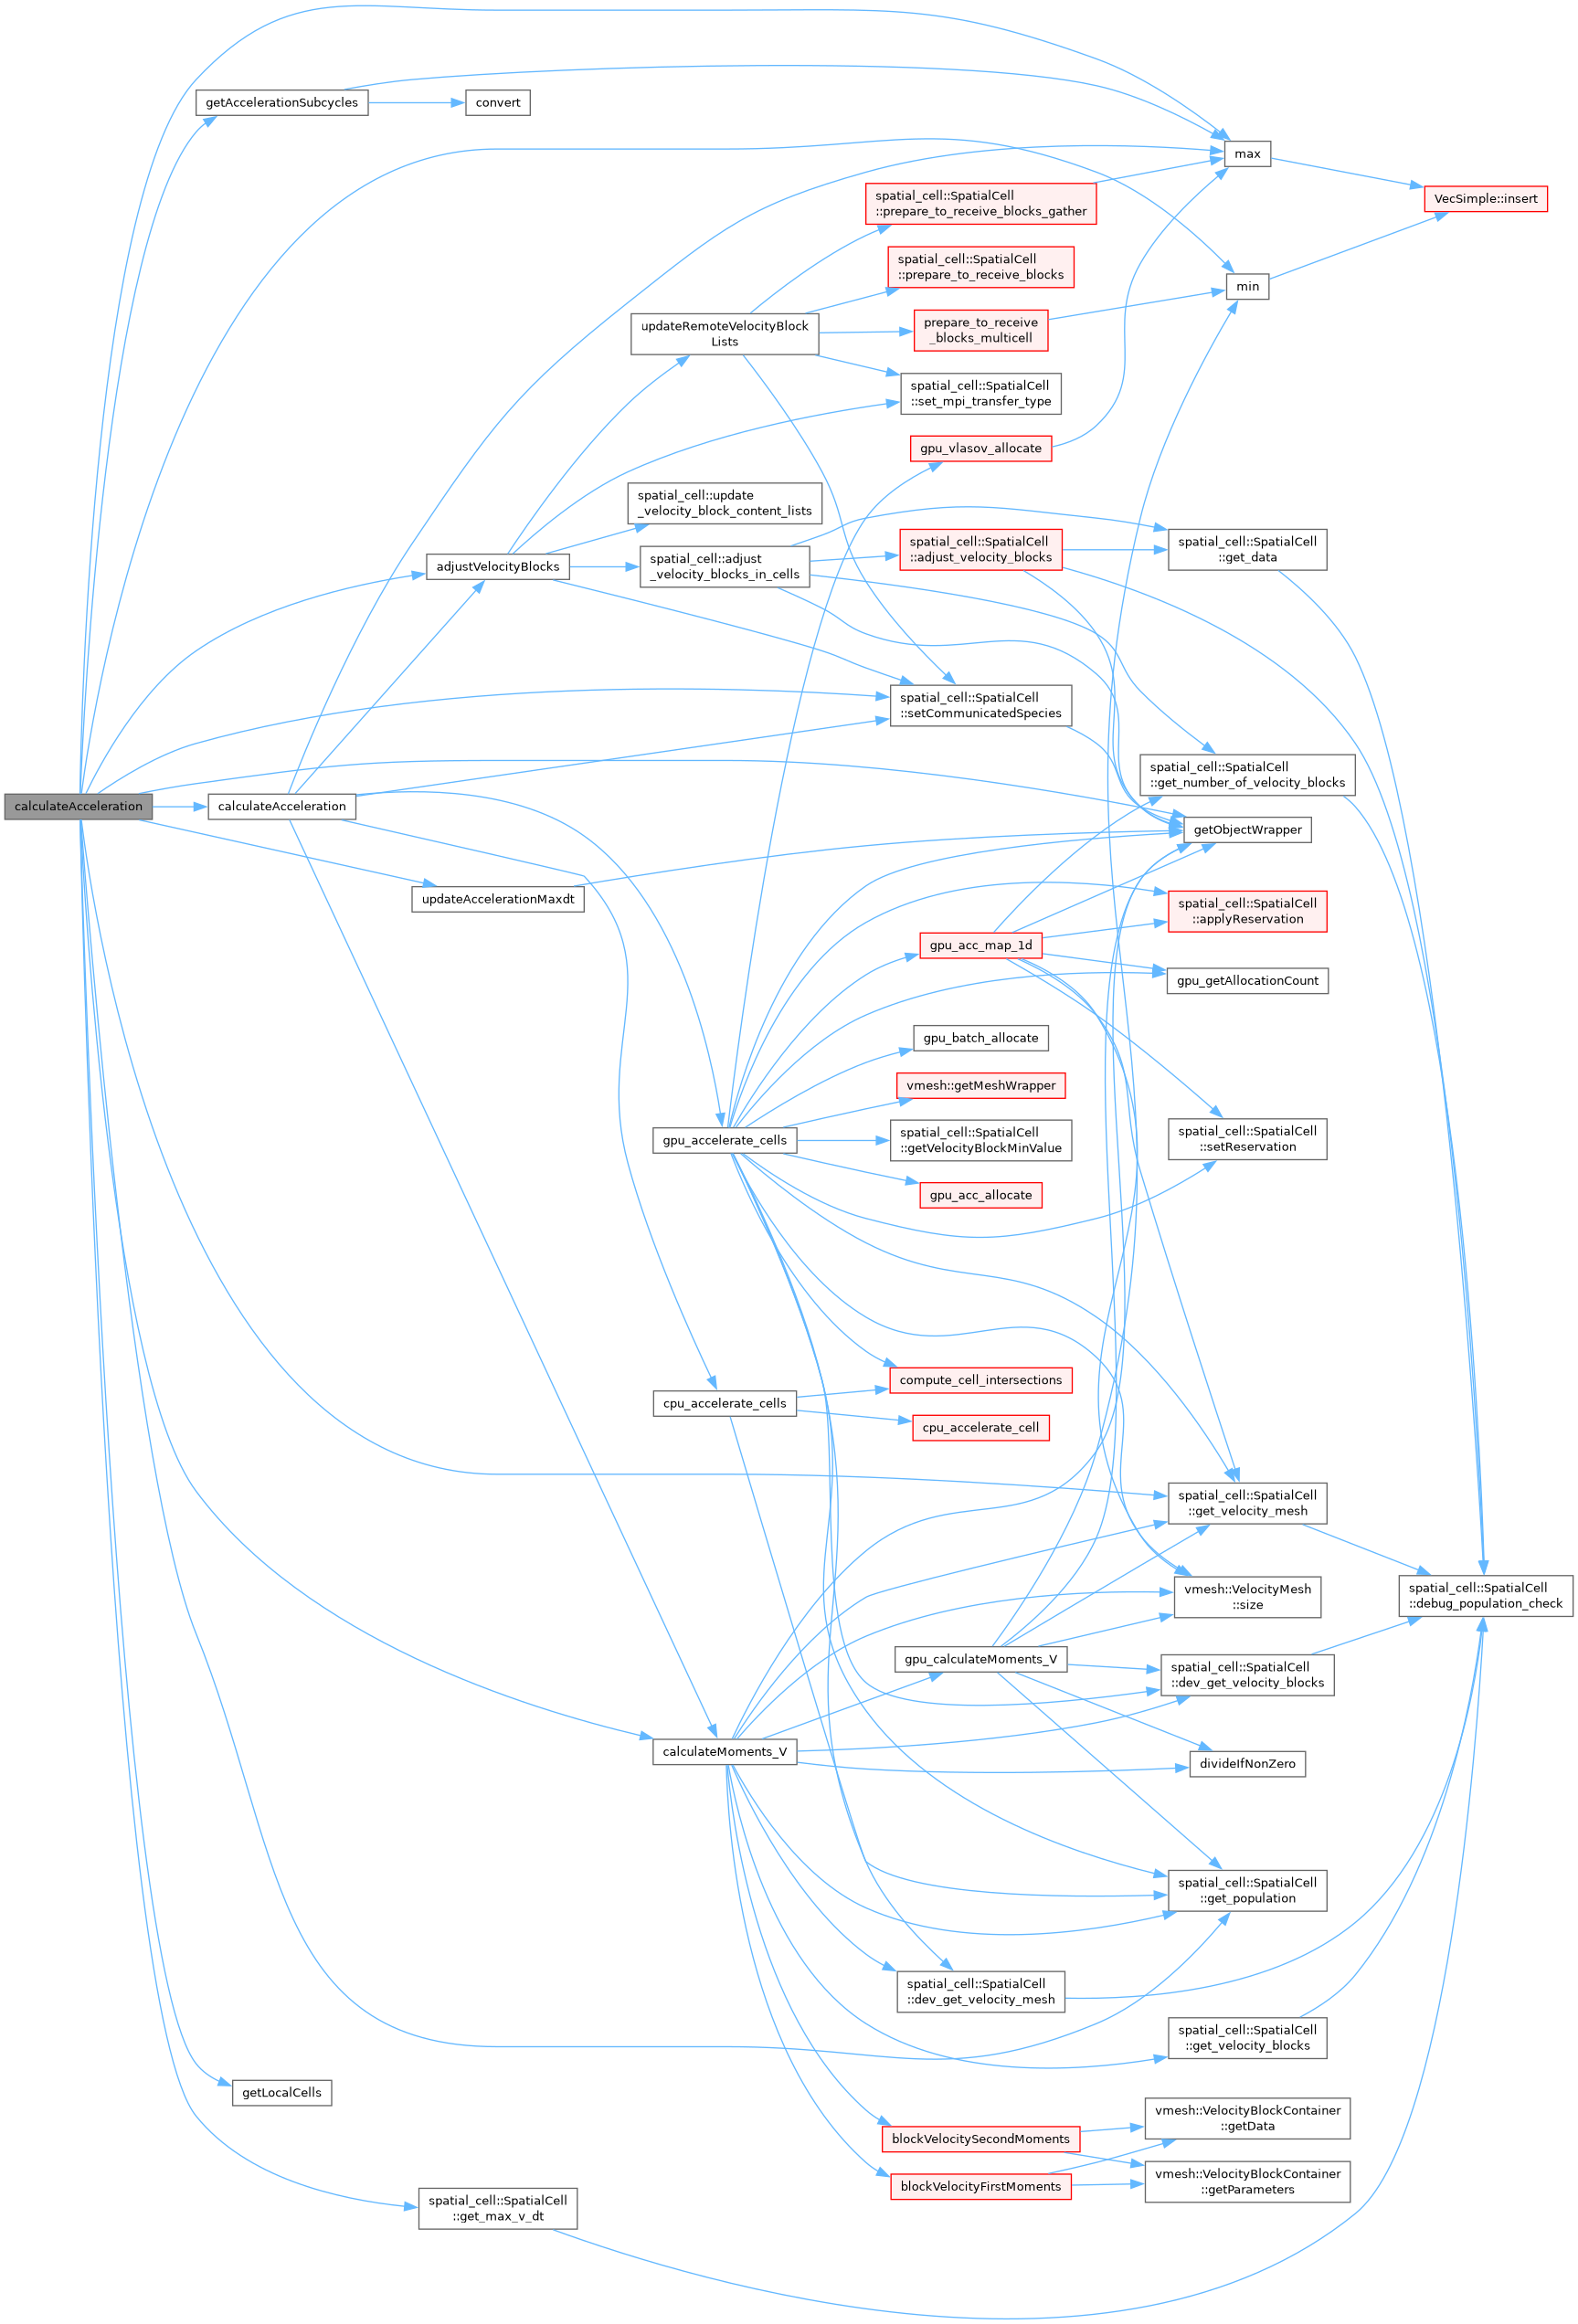 getAccelerationSubcycles
convert
max
spatial_cell::SpatialCell
::prepare_to_receive_blocks_gather
VecSimple::insert
spatial_cell::SpatialCell
::prepare_to_receive_blocks
min
updateRemoteVelocityBlock
Lists
prepare_to_receive
_blocks_multicell
spatial_cell::SpatialCell
::set_mpi_transfer_type
gpu_vlasov_allocate
spatial_cell::update
_velocity_block_content_lists
spatial_cell::SpatialCell
::adjust_velocity_blocks
spatial_cell::SpatialCell
::get_data
adjustVelocityBlocks
spatial_cell::adjust
_velocity_blocks_in_cells
spatial_cell::SpatialCell
::setCommunicatedSpecies
spatial_cell::SpatialCell
::get_number_of_velocity_blocks
calculateAcceleration
calculateAcceleration
getObjectWrapper
updateAccelerationMaxdt
spatial_cell::SpatialCell
::applyReservation
gpu_acc_map_1d
gpu_getAllocationCount
gpu_batch_allocate
vmesh::getMeshWrapper
gpu_accelerate_cells
spatial_cell::SpatialCell
::getVelocityBlockMinValue
spatial_cell::SpatialCell
::setReservation
gpu_acc_allocate
compute_cell_intersections
cpu_accelerate_cells
cpu_accelerate_cell
spatial_cell::SpatialCell
::get_velocity_mesh
vmesh::VelocityMesh
::size
spatial_cell::SpatialCell
::debug_population_check
gpu_calculateMoments_V
spatial_cell::SpatialCell
::dev_get_velocity_blocks
calculateMoments_V
divideIfNonZero
spatial_cell::SpatialCell
::get_population
spatial_cell::SpatialCell
::dev_get_velocity_mesh
spatial_cell::SpatialCell
::get_velocity_blocks
getLocalCells
vmesh::VelocityBlockContainer
::getData
blockVelocitySecondMoments
vmesh::VelocityBlockContainer
::getParameters
blockVelocityFirstMoments
spatial_cell::SpatialCell
::get_max_v_dt